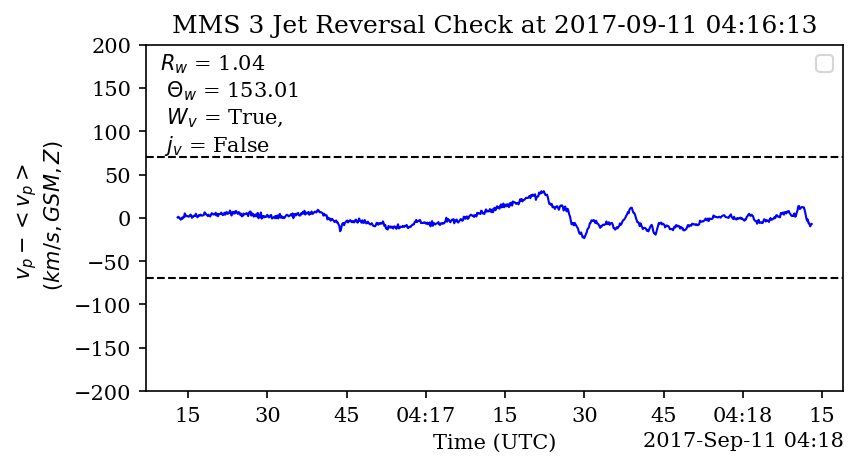 MMS 3 Jet Reversal Check at 2017-09-11 04:16:13
200
150
100
50
0
−50
−100
−150
−200
v_p − < v_p >
(km/s, GSM, Z)
R_w = 1.04
Θ_w = 153.01
W_v = True,
j_v = False
15 30 45 04:17 15 30 45 04:18 15
Time (UTC)
2017-Sep-11 04:18